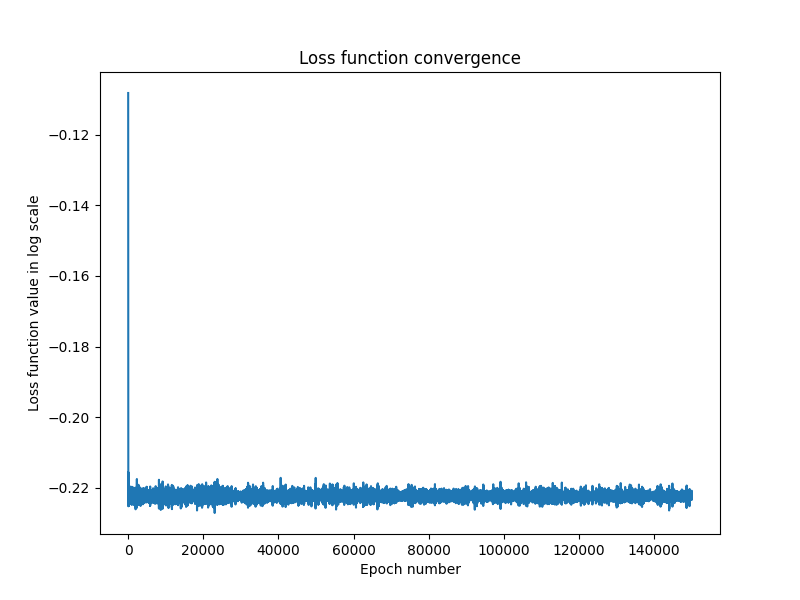 Loss function convergence
Loss function value in log scale
−0.12
−0.14
−0.16
−0.18
−0.20
−0.22
0 20000 40000 60000 80000 100000 120000 140000
Epoch number